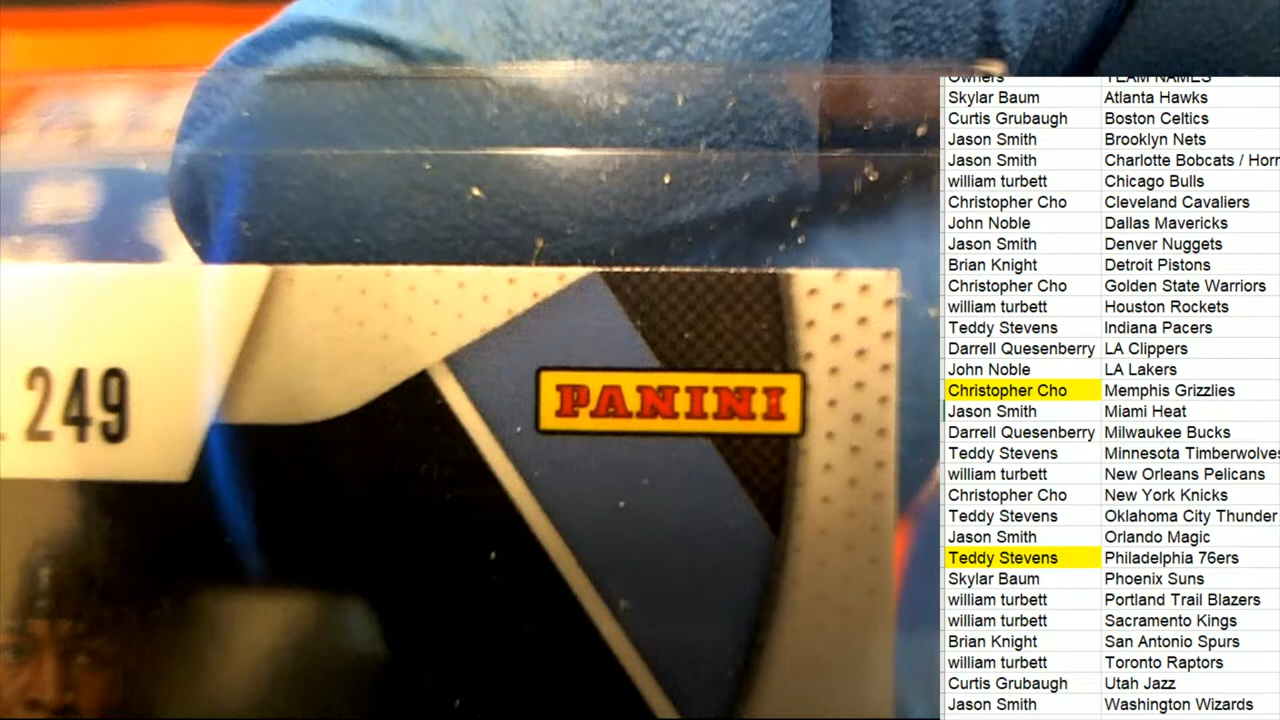 249
PANINI
Owners TEAM NAMES
Skylar Baum Atlanta Hawks
Curtis Grubaugh Boston Celtics
Jason Smith Brooklyn Nets
Jason Smith Charlotte Bobcats / Horr
william turbett Chicago Bulls
Christopher Cho Cleveland Cavaliers
John Noble Dallas Mavericks
Jason Smith Denver Nuggets
Brian Knight Detroit Pistons
Christopher Cho Golden State Warriors
william turbett Houston Rockets
Teddy Stevens Indiana Pacers
Darrell Quesenberry LA Clippers
John Noble LA Lakers
Christopher Cho Memphis Grizzlies
Jason Smith Miami Heat
Darrell Quesenberry Milwaukee Bucks
Teddy Stevens Minnesota Timberwolves
william turbett New Orleans Pelicans
Christopher Cho New York Knicks
Teddy Stevens Oklahoma City Thunder
Jason Smith Orlando Magic
Teddy Stevens Philadelphia 76ers
Skylar Baum Phoenix Suns
william turbett Portland Trail Blazers
william turbett Sacramento Kings
Brian Knight San Antonio Spurs
william turbett Toronto Raptors
Curtis Grubaugh Utah Jazz
Jason Smith Washington Wizards